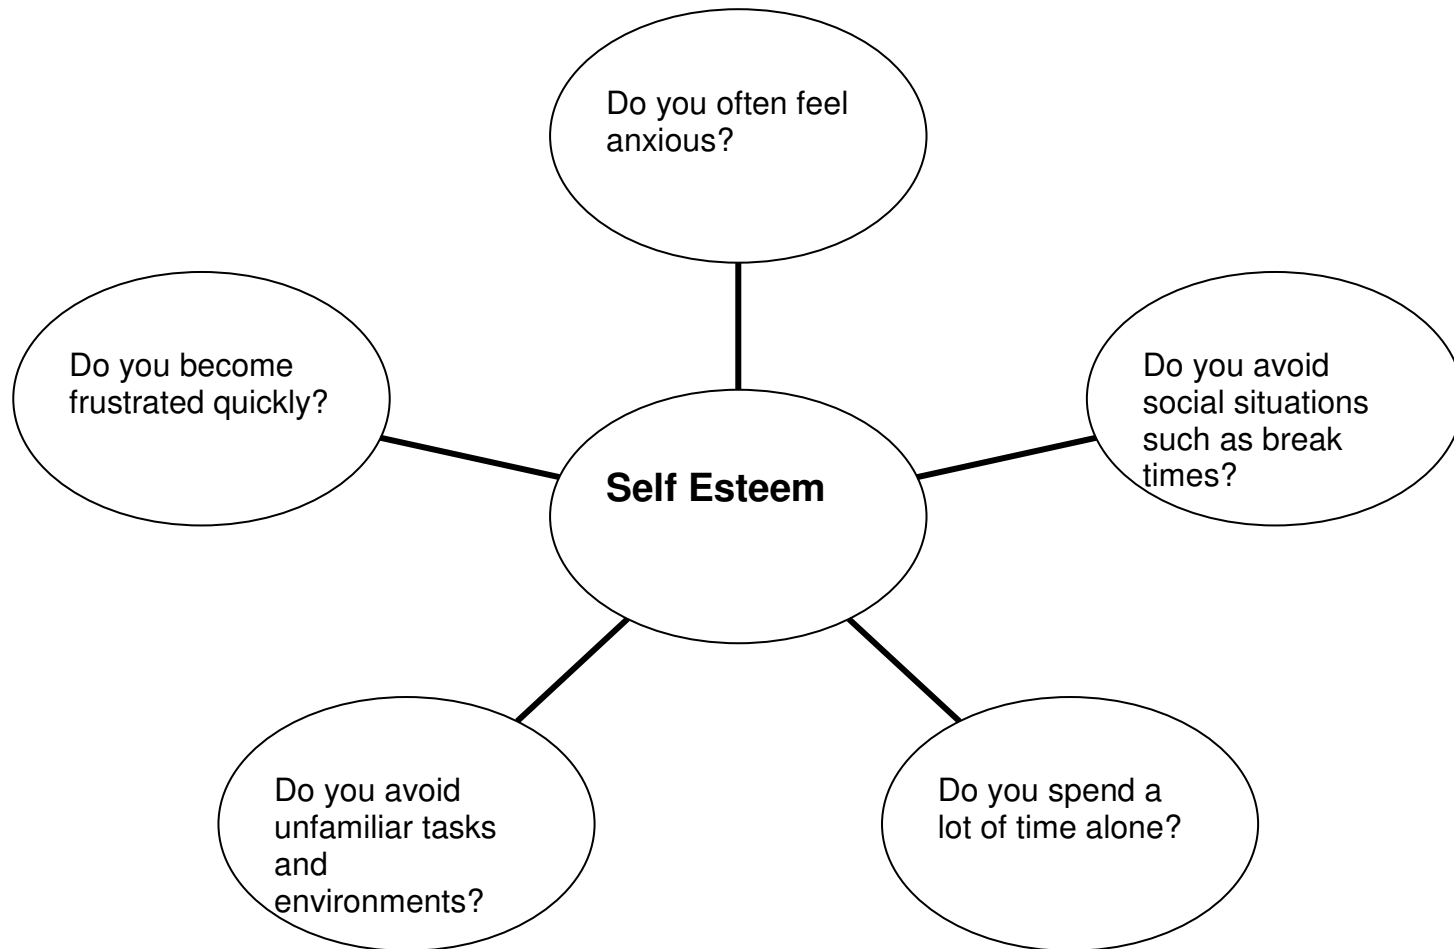 Do you often feel
anxious?
Do you become
frustrated quickly?
Do you avoid
social situations
such as break
times?
Self Esteem
Do you avoid
unfamiliar tasks
and
environments?
Do you spend a
lot of time alone?